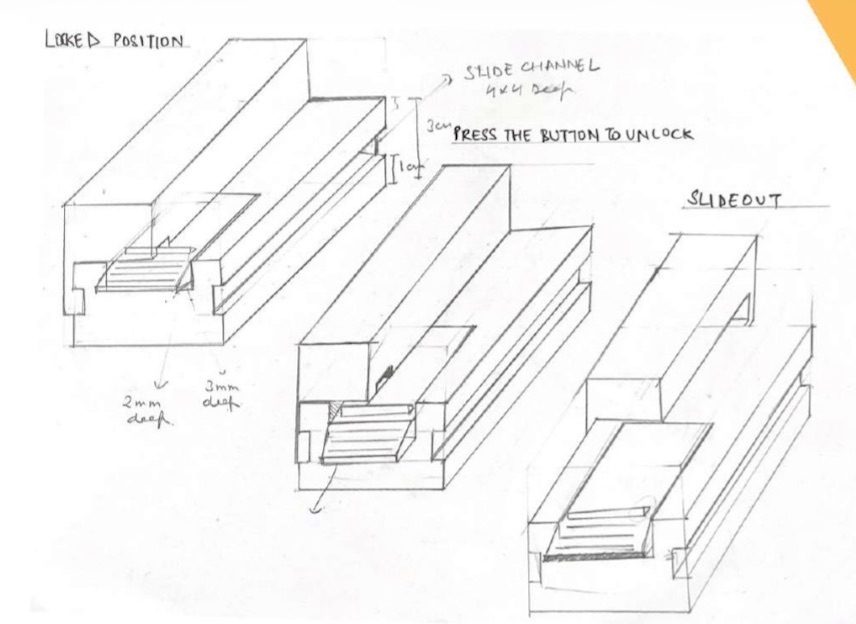 LOCKED POSITION
SLIDE CHANNEL
4x4 Deep
3cm
1cm
PRESS THE BUTTON TO UNLOCK
SLIDEOUT
2mm
deep
3mm
deep